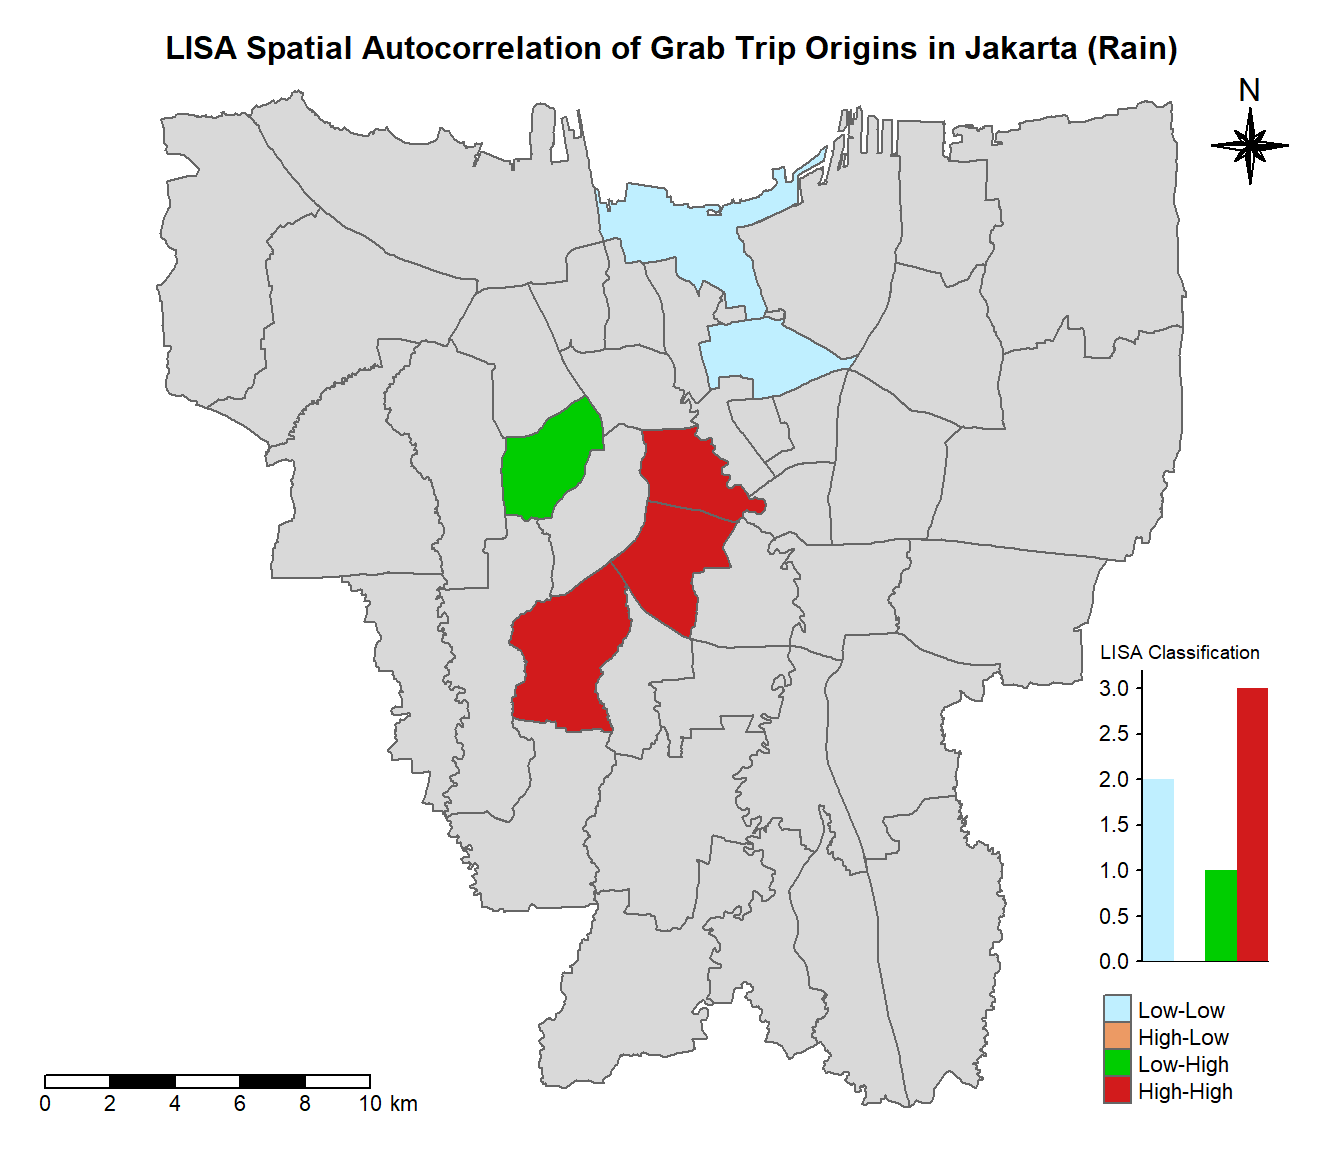 LISA Spatial Autocorrelation of Grab Trip Origins in Jakarta (Rain)
N
LISA Classification
3.0
2.5
2.0
1.5
1.0
0.5
0.0
Low-Low
High-Low
Low-High
High-High
0 2 4 6 8 10 km